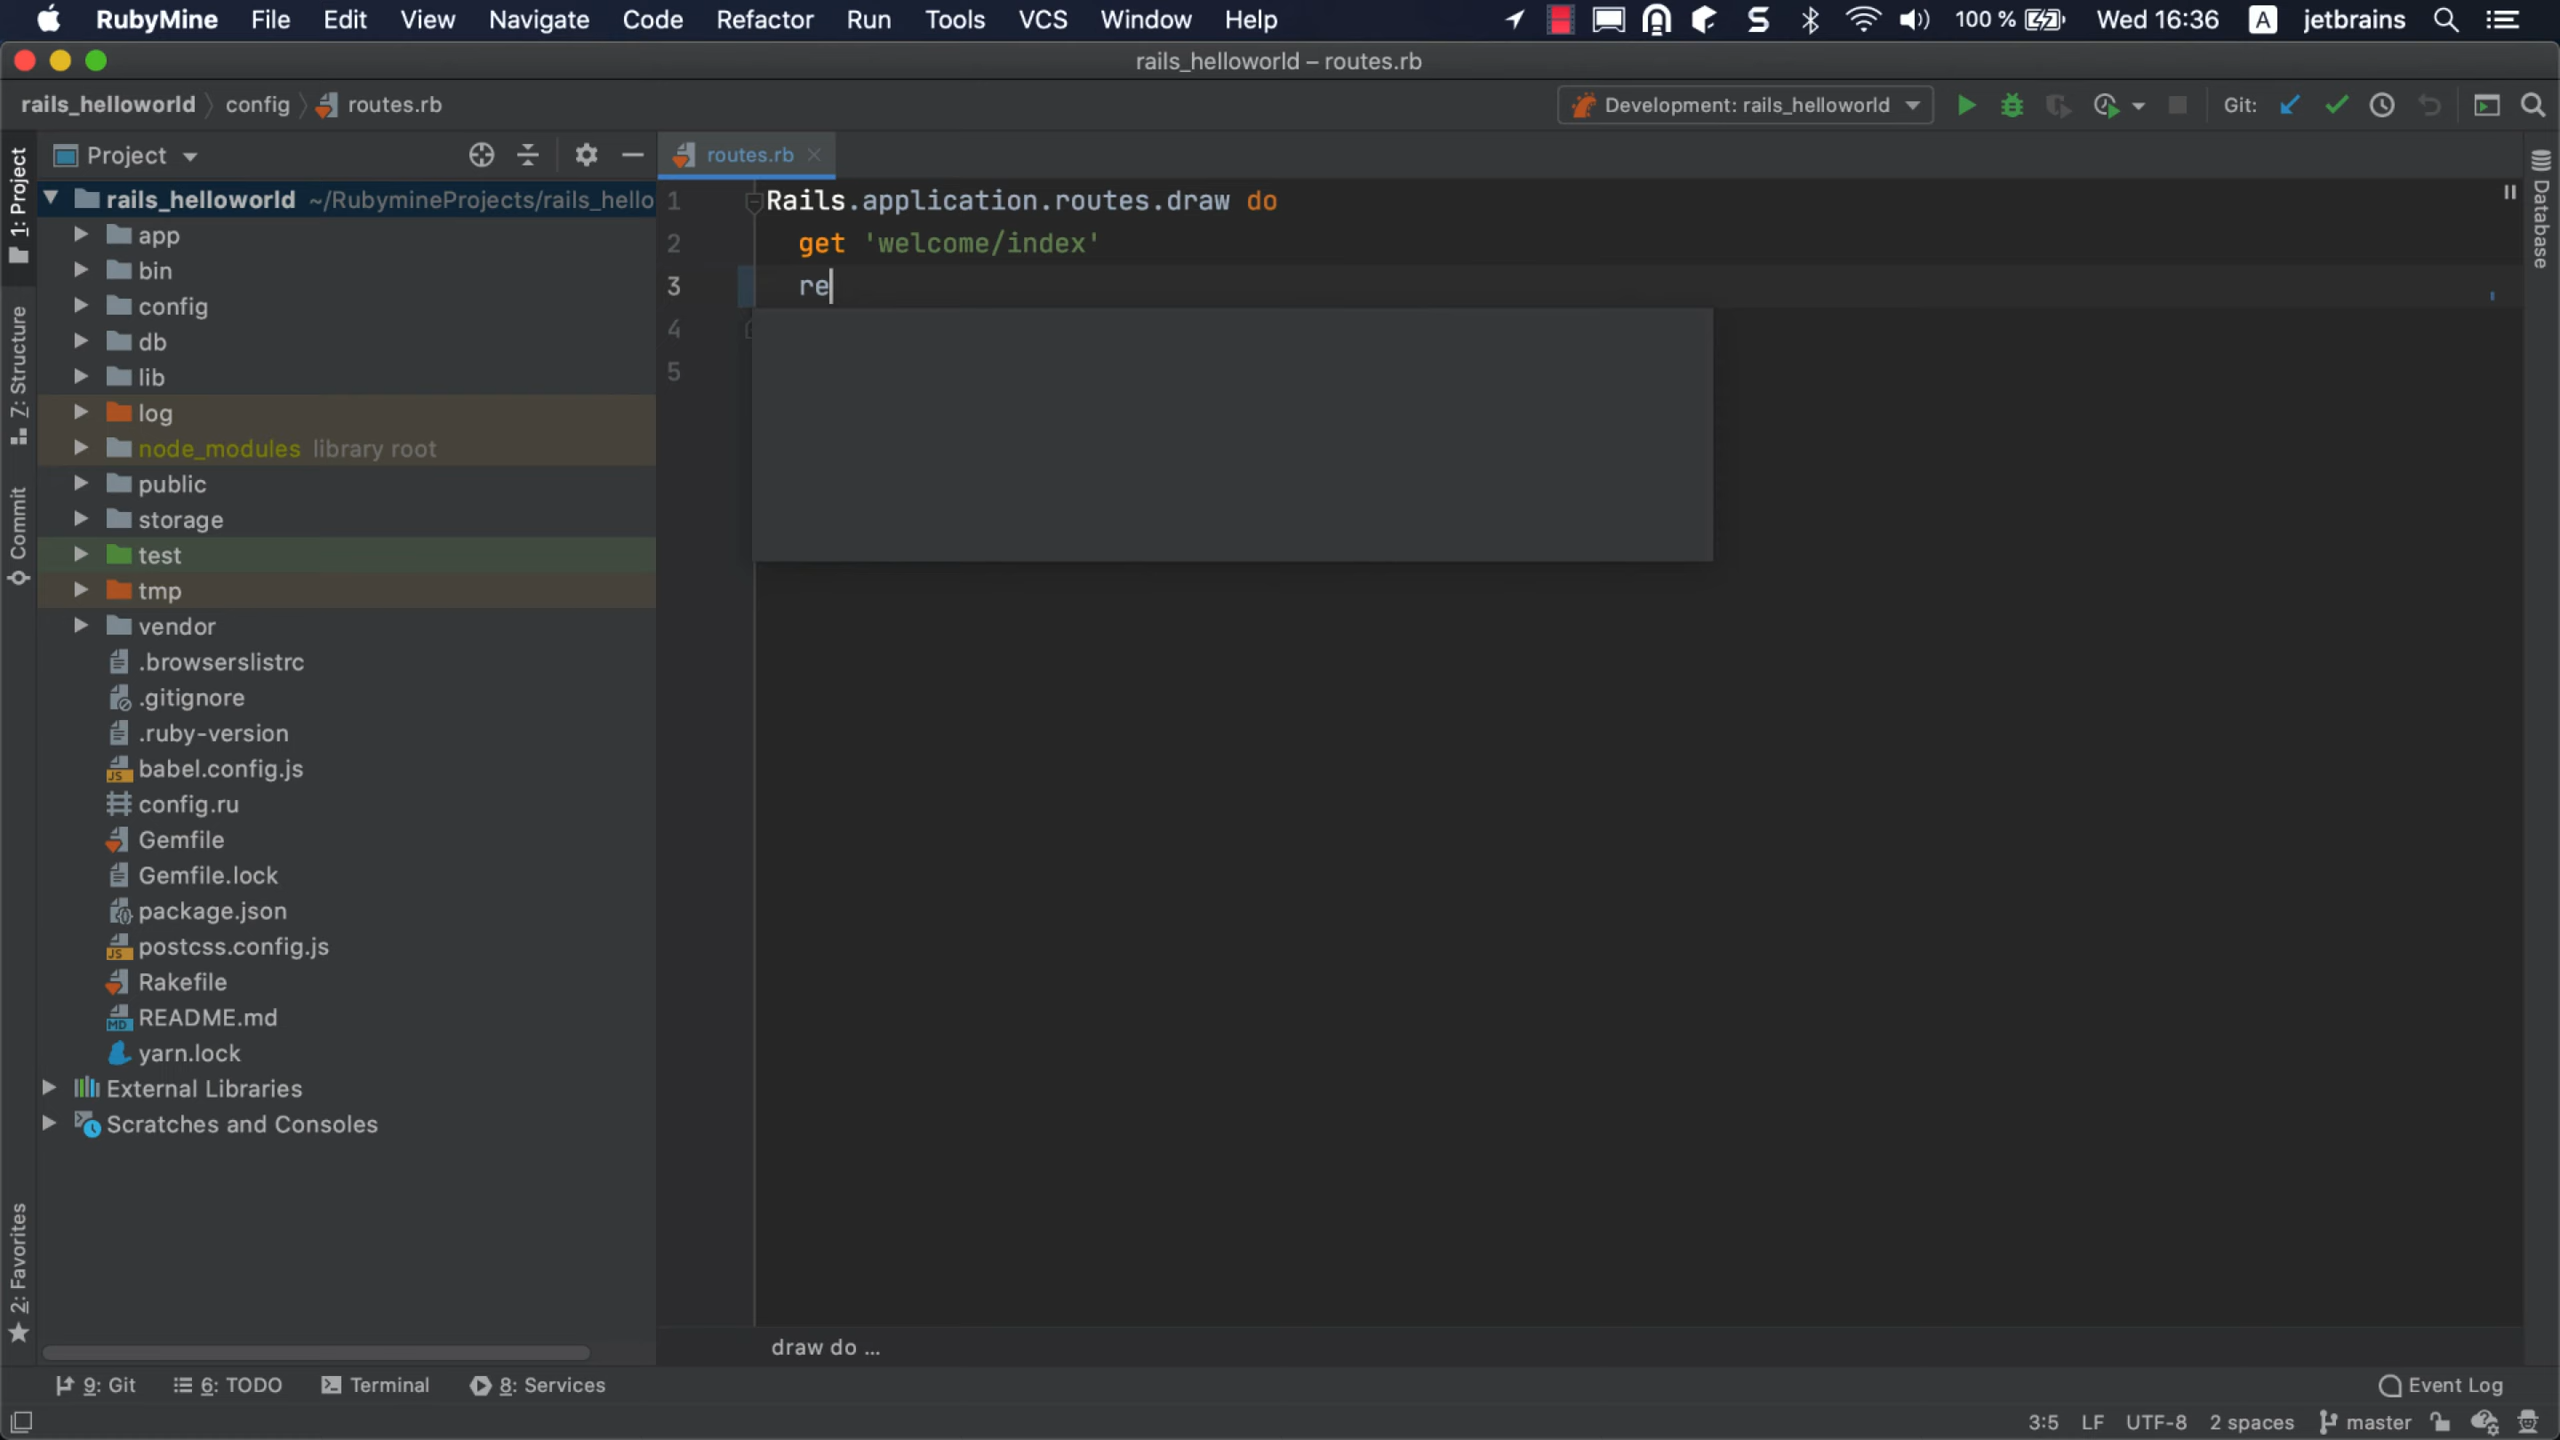 RubyMine File Edit View Navigate Code Refactor Run Tools VCS Window Help 100 % Wed 16:36 A jetbrains
rails_helloworld – routes.rb
rails_helloworld config routes.rb Development: rails_helloworld Git:
1: Project
Z: Structure
Commit
2: Favorites
Project
rails_helloworld ~/RubymineProjects/rails_hello
app
bin
config
db
lib
log
node_modules library root
public
storage
test
tmp
vendor
.browserslistrc
.gitignore
.ruby-version
babel.config.js
config.ru
Gemfile
Gemfile.lock
package.json
postcss.config.js
Rakefile
README.md
yarn.lock
External Libraries
Scratches and Consoles
routes.rb
1 Rails.application.routes.draw do
2 get 'welcome/index'
3 re
4
5
draw do ...
Database
9: Git 6: TODO Terminal 8: Services Event Log
3:5 LF UTF-8 2 spaces master